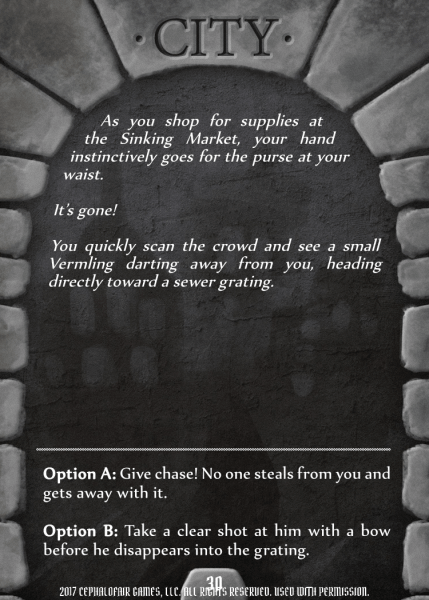 · CITY ·
As you shop for supplies at
the Sinking Market, your hand
instinctively goes for the purse at your
waist.
It's gone!
You quickly scan the crowd and see a small
Vermling darting away from you, heading
directly toward a sewer grating.
Option A: Give chase! No one steals from you and
gets away with it.
Option B: Take a clear shot at him with a bow
before he disappears into the grating.
30
2017 CEPHALOFAIR GAMES, LLC. ALL RIGHTS RESERVED. USED WITH PERMISSION.